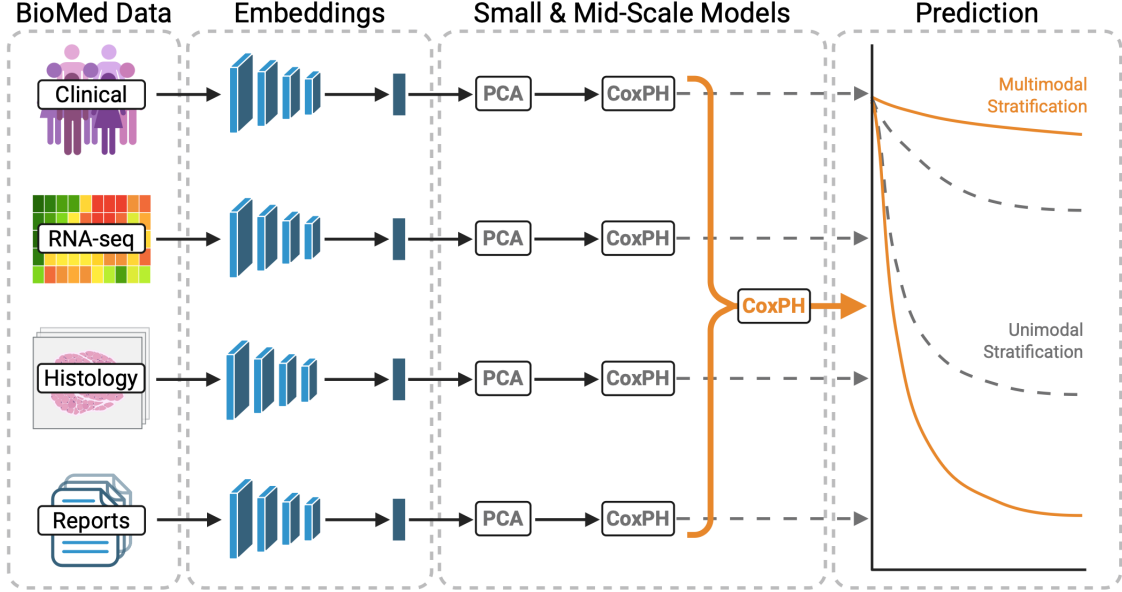 BioMed Data
Embeddings
Small & Mid-Scale Models
Prediction
Clinical
PCA
CoxPH
Multimodal
Stratification
RNA-seq
PCA
CoxPH
CoxPH
Unimodal
Stratification
Histology
PCA
CoxPH
Reports
PCA
CoxPH